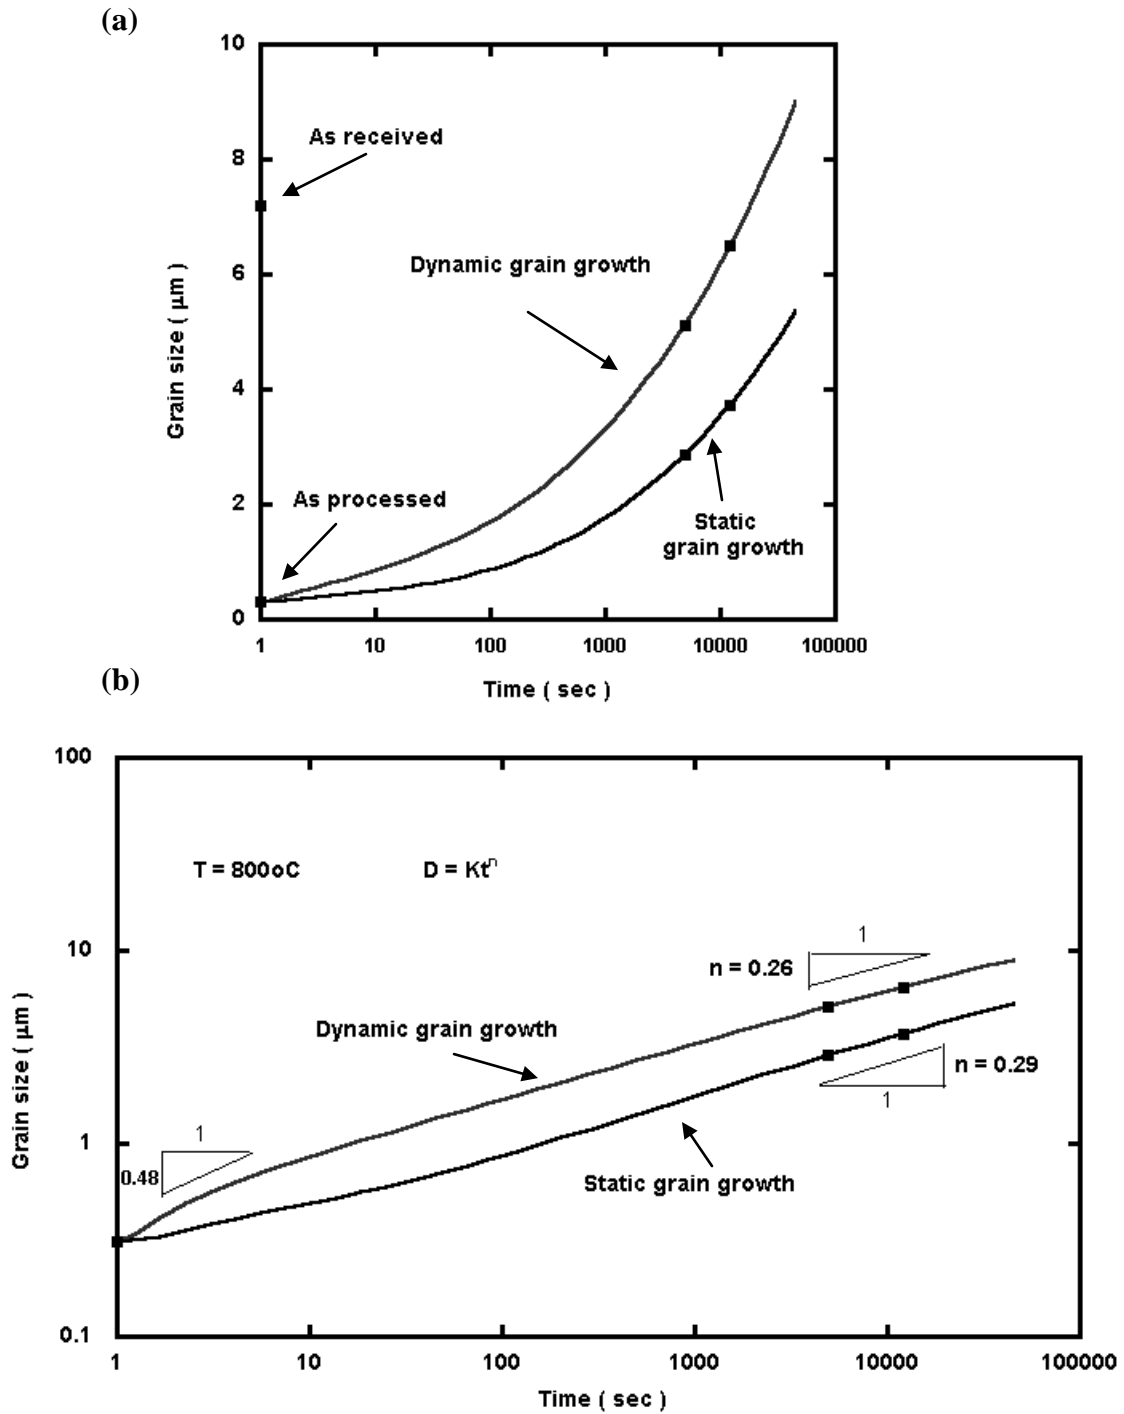 (a)
10
As received
8
Dynamic grain growth
6
Grain size ( μm )
4
As processed
2
Static
grain growth
0
1 10 100 1000 10000 100000
Time ( sec )
(b)
100
T = 800oC D = Ktⁿ
1
10
n = 0.26
Dynamic grain growth
n = 0.29
Grain size ( μm )
1
1
1
0.48
Static grain growth
0.1
1 10 100 1000 10000 100000
Time ( sec )